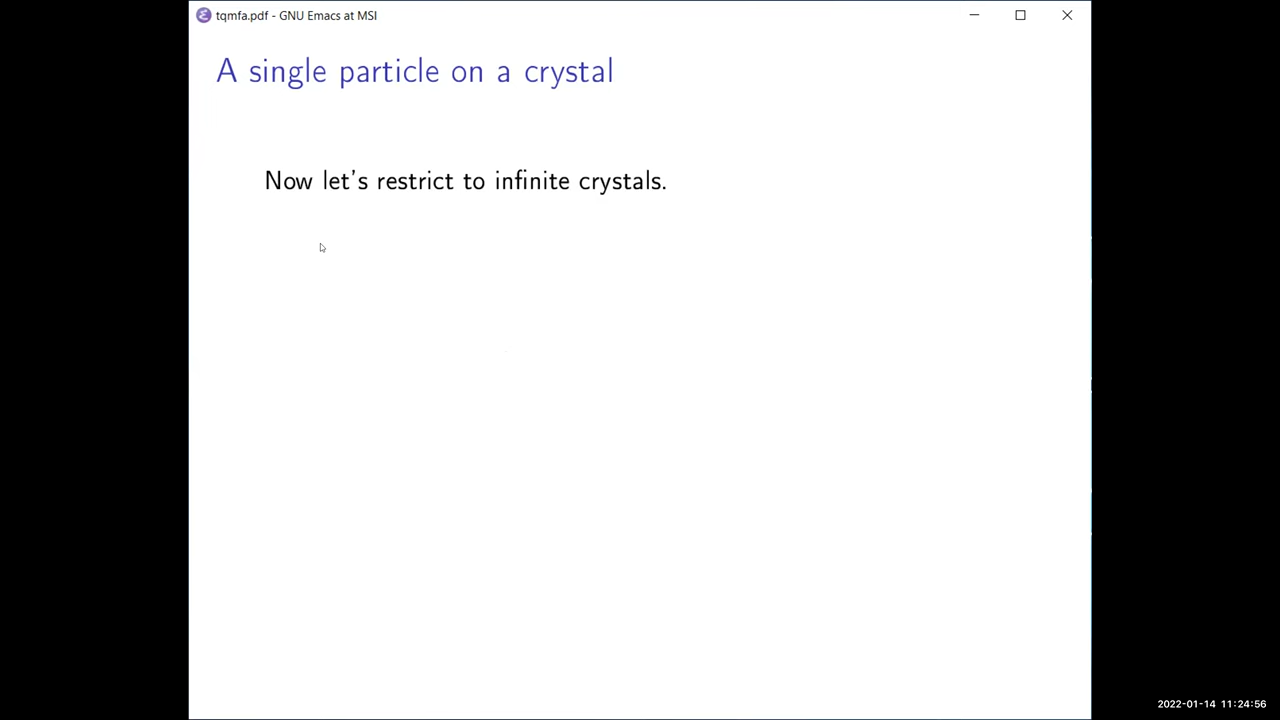 tqmfa.pdf - GNU Emacs at MSI
A single particle on a crystal
Now let's restrict to infinite crystals.
2022-01-14 11:24:56